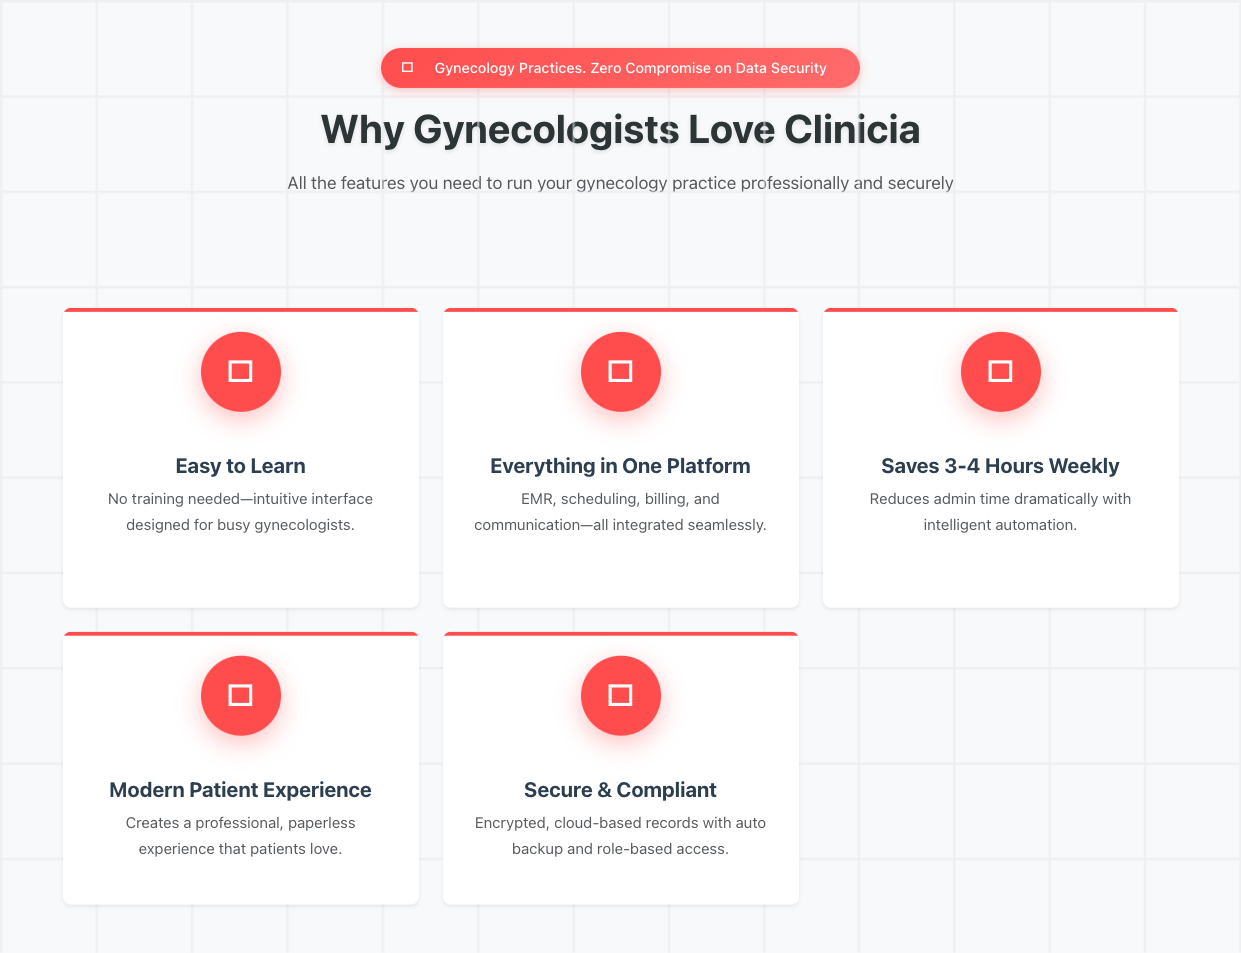 Gynecology Practices. Zero Compromise on Data Security
Why Gynecologists Love Clinicia
All the features you need to run your gynecology practice professionally and securely
Easy to Learn
No training needed—intuitive interface
designed for busy gynecologists.
Everything in One Platform
EMR, scheduling, billing, and
communication—all integrated seamlessly.
Saves 3-4 Hours Weekly
Reduces admin time dramatically with
intelligent automation.
Modern Patient Experience
Creates a professional, paperless
experience that patients love.
Secure & Compliant
Encrypted, cloud-based records with auto
backup and role-based access.